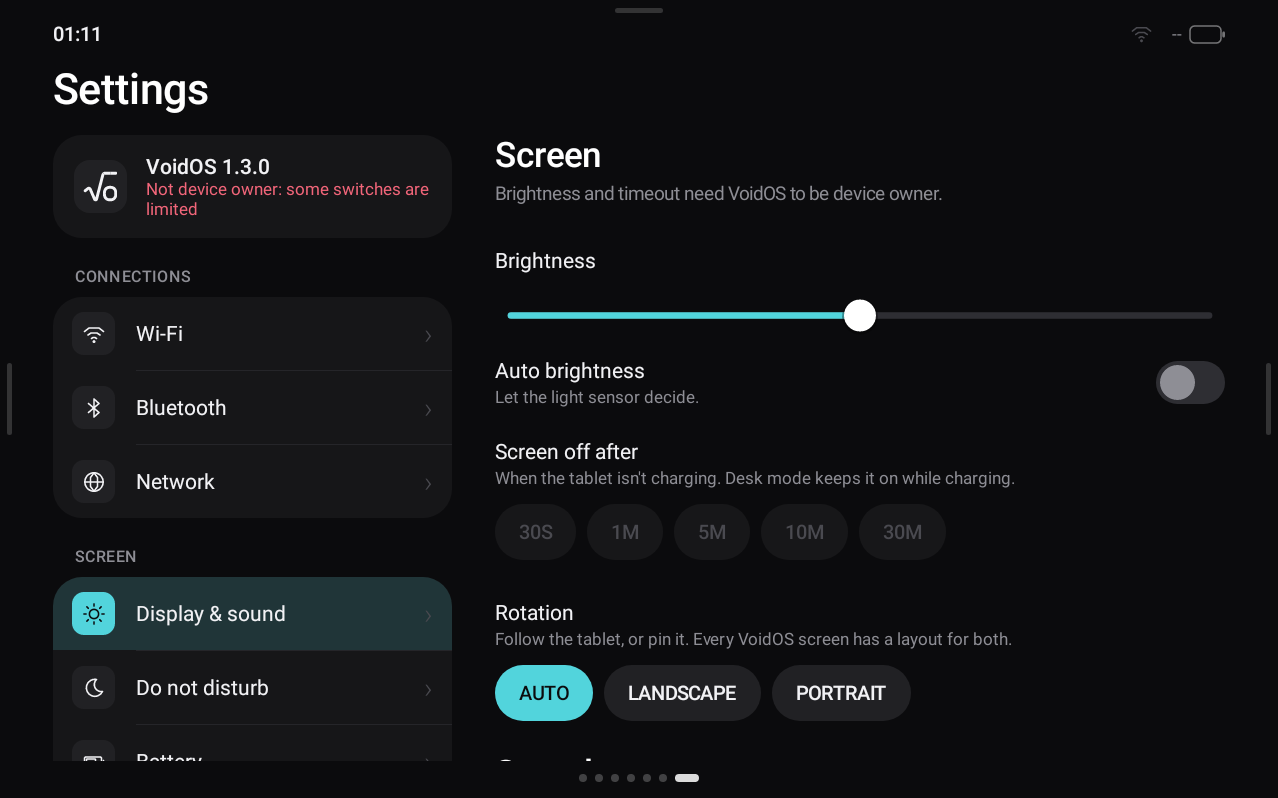 01:11
--
Settings
VoidOS 1.3.0
Not device owner: some switches are
limited
CONNECTIONS
Wi-Fi
Bluetooth
Network
SCREEN
Display & sound
Do not disturb
Battery
Screen
Brightness and timeout need VoidOS to be device owner.
Brightness
Auto brightness
Let the light sensor decide.
Screen off after
When the tablet isn't charging. Desk mode keeps it on while charging.
30S 1M 5M 10M 30M
Rotation
Follow the tablet, or pin it. Every VoidOS screen has a layout for both.
AUTO LANDSCAPE PORTRAIT